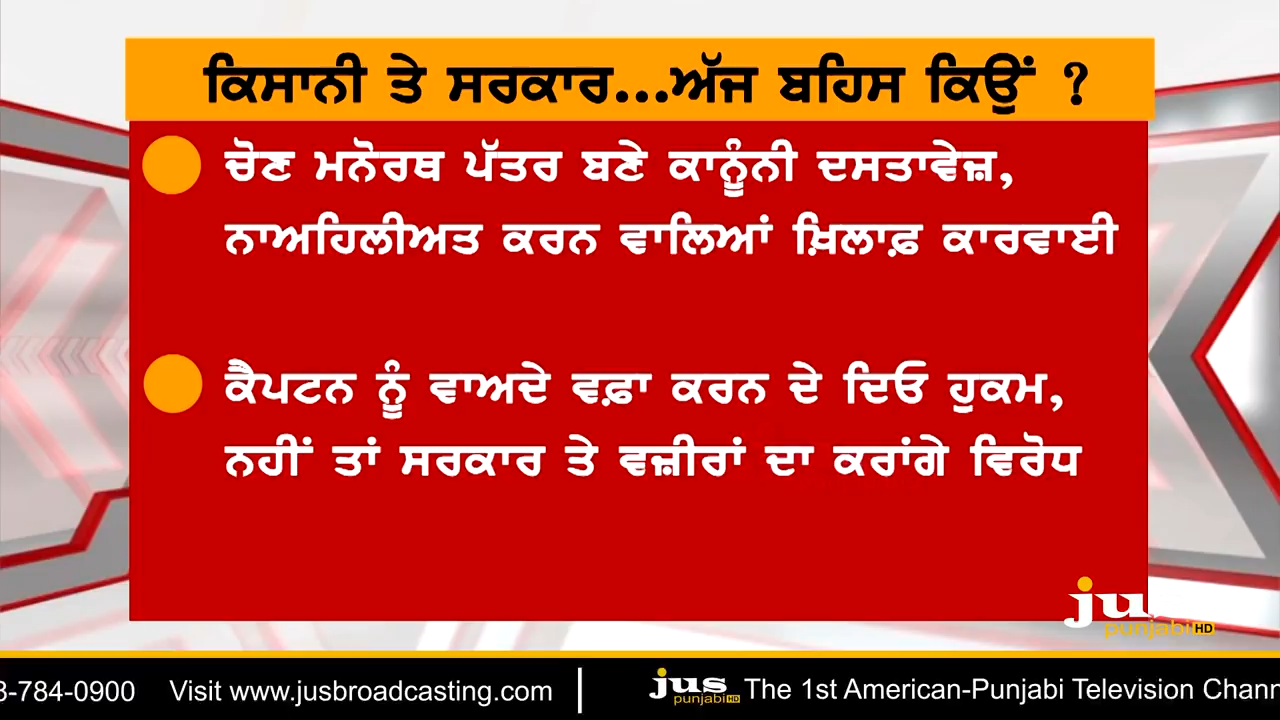 ਕਿਸਾਨੀ ਤੇ ਸਰਕਾਰ...ਅੱਜ ਬਹਿਸ ਕਿਉਂ ?
ਚੋਣ ਮਨੋਰਥ ਪੱਤਰ ਬਣੇ ਕਾਨੂੰਨੀ ਦਸਤਾਵੇਜ਼,
ਨਾਅਹਿਲੀਅਤ ਕਰਨ ਵਾਲਿਆਂ ਖ਼ਿਲਾਫ਼ ਕਾਰਵਾਈ
ਕੈਪਟਨ ਨੂੰ ਵਾਅਦੇ ਵਫ਼ਾ ਕਰਨ ਦੇ ਦਿਓ ਹੁਕਮ,
ਨਹੀਂ ਤਾਂ ਸਰਕਾਰ ਤੇ ਵਜ਼ੀਰਾਂ ਦਾ ਕਰਾਂਗੇ ਵਿਰੋਧ
jus
punjabi HD
8-784-0900 Visit www.jusbroadcasting.com | jus punjabi HD The 1st American-Punjabi Television Chann